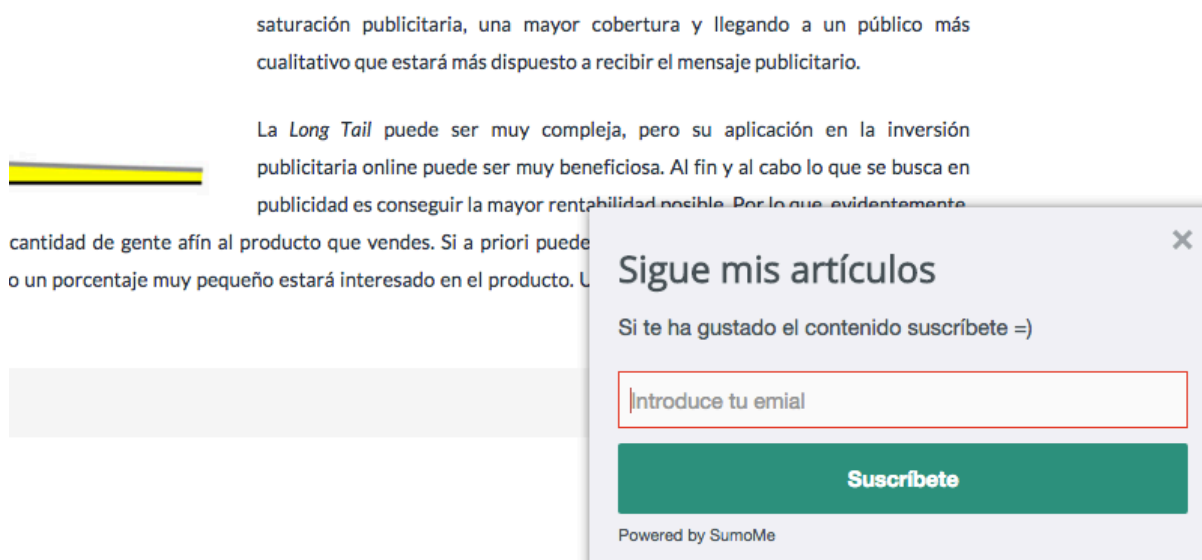 saturación publicitaria, una mayor cobertura y llegando a un público más
cualitativo que estará más dispuesto a recibir el mensaje publicitario.
La Long Tail puede ser muy compleja, pero su aplicación en la inversión
publicitaria online puede ser muy beneficiosa. Al fin y al cabo lo que se busca en
publicidad es conseguir la mayor rentabilidad posible. Por lo que, evidentemente,
cantidad de gente afín al producto que vendes. Si a priori puede
o un porcentaje muy pequeño estará interesado en el producto. U
Sigue mis artículos
Si te ha gustado el contenido suscríbete =)
Introduce tu emial
Suscríbete
Powered by SumoMe